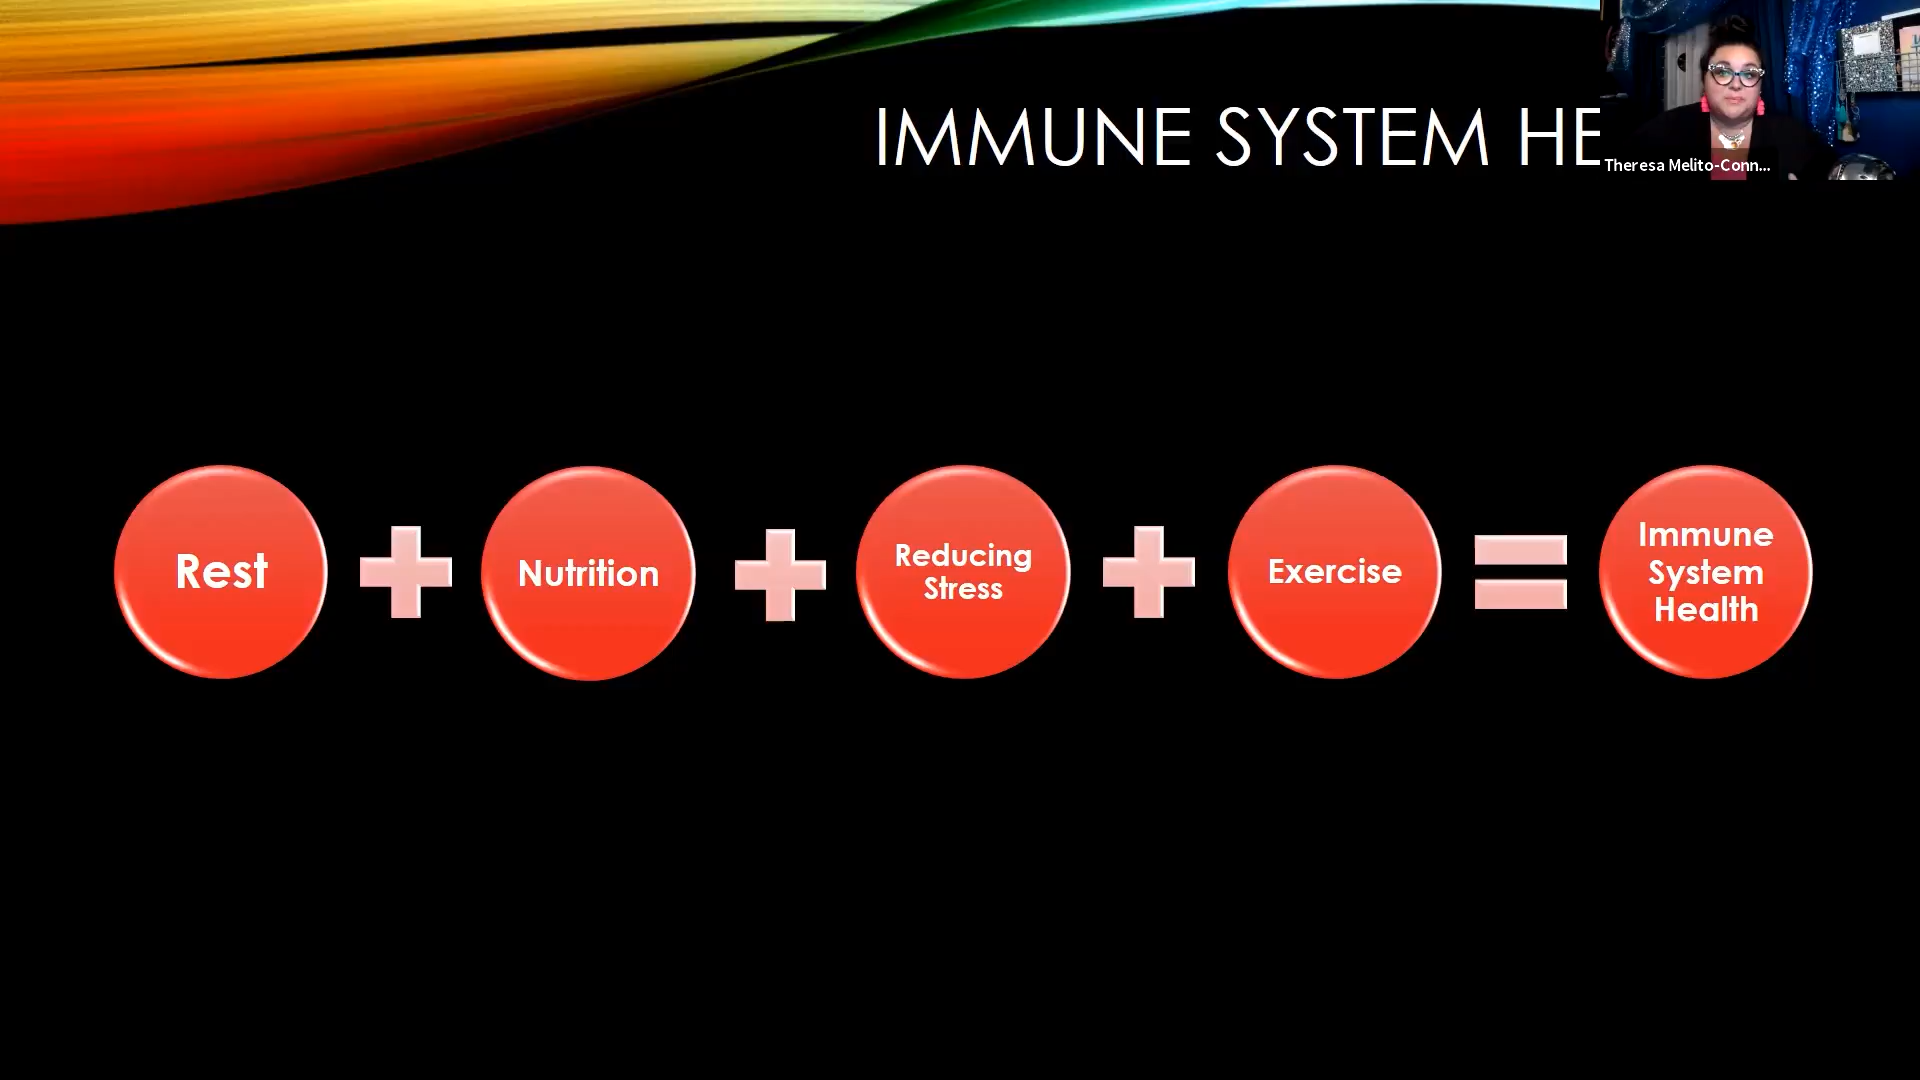 IMMUNE SYSTEM HE
Theresa Melito-Conn...
Rest
Nutrition
Reducing
Stress
Exercise
Immune
System
Health